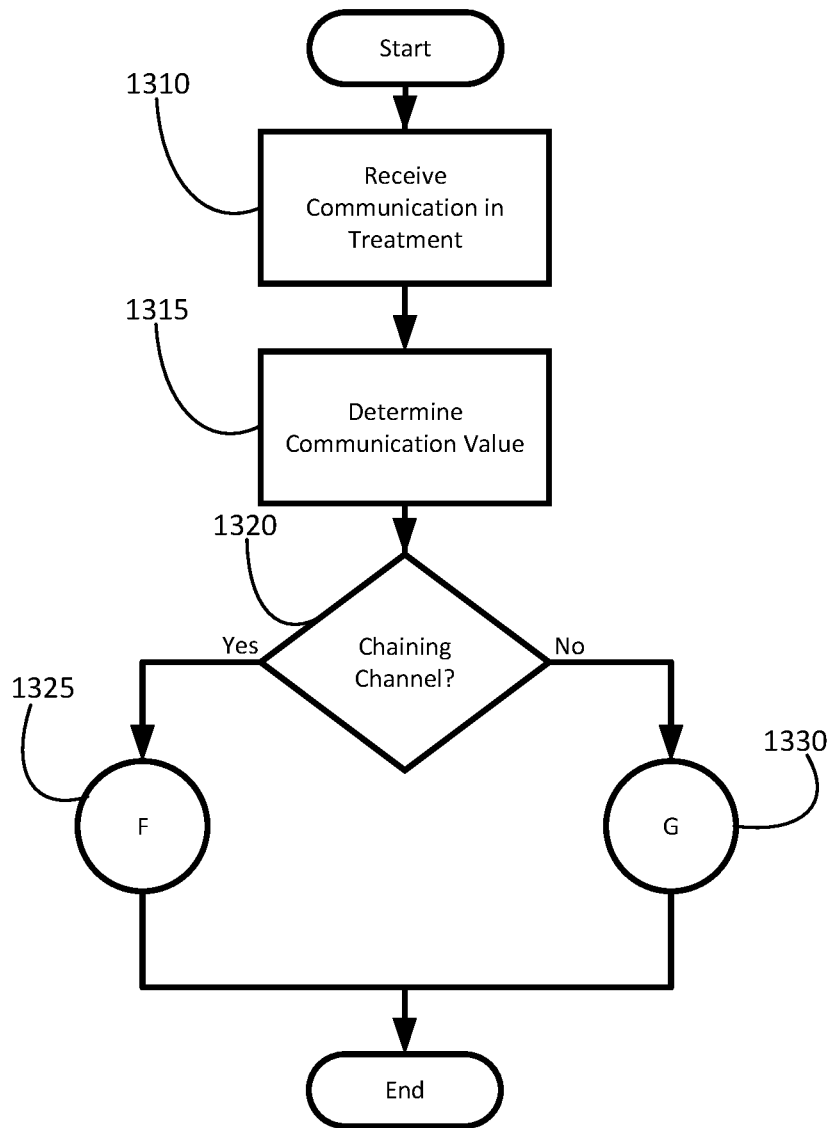 Start
1310
Receive
Communication in
Treatment
1315
Determine
Communication Value
1320
Chaining
Channel?
Yes
No
1325
F
1330
G
End